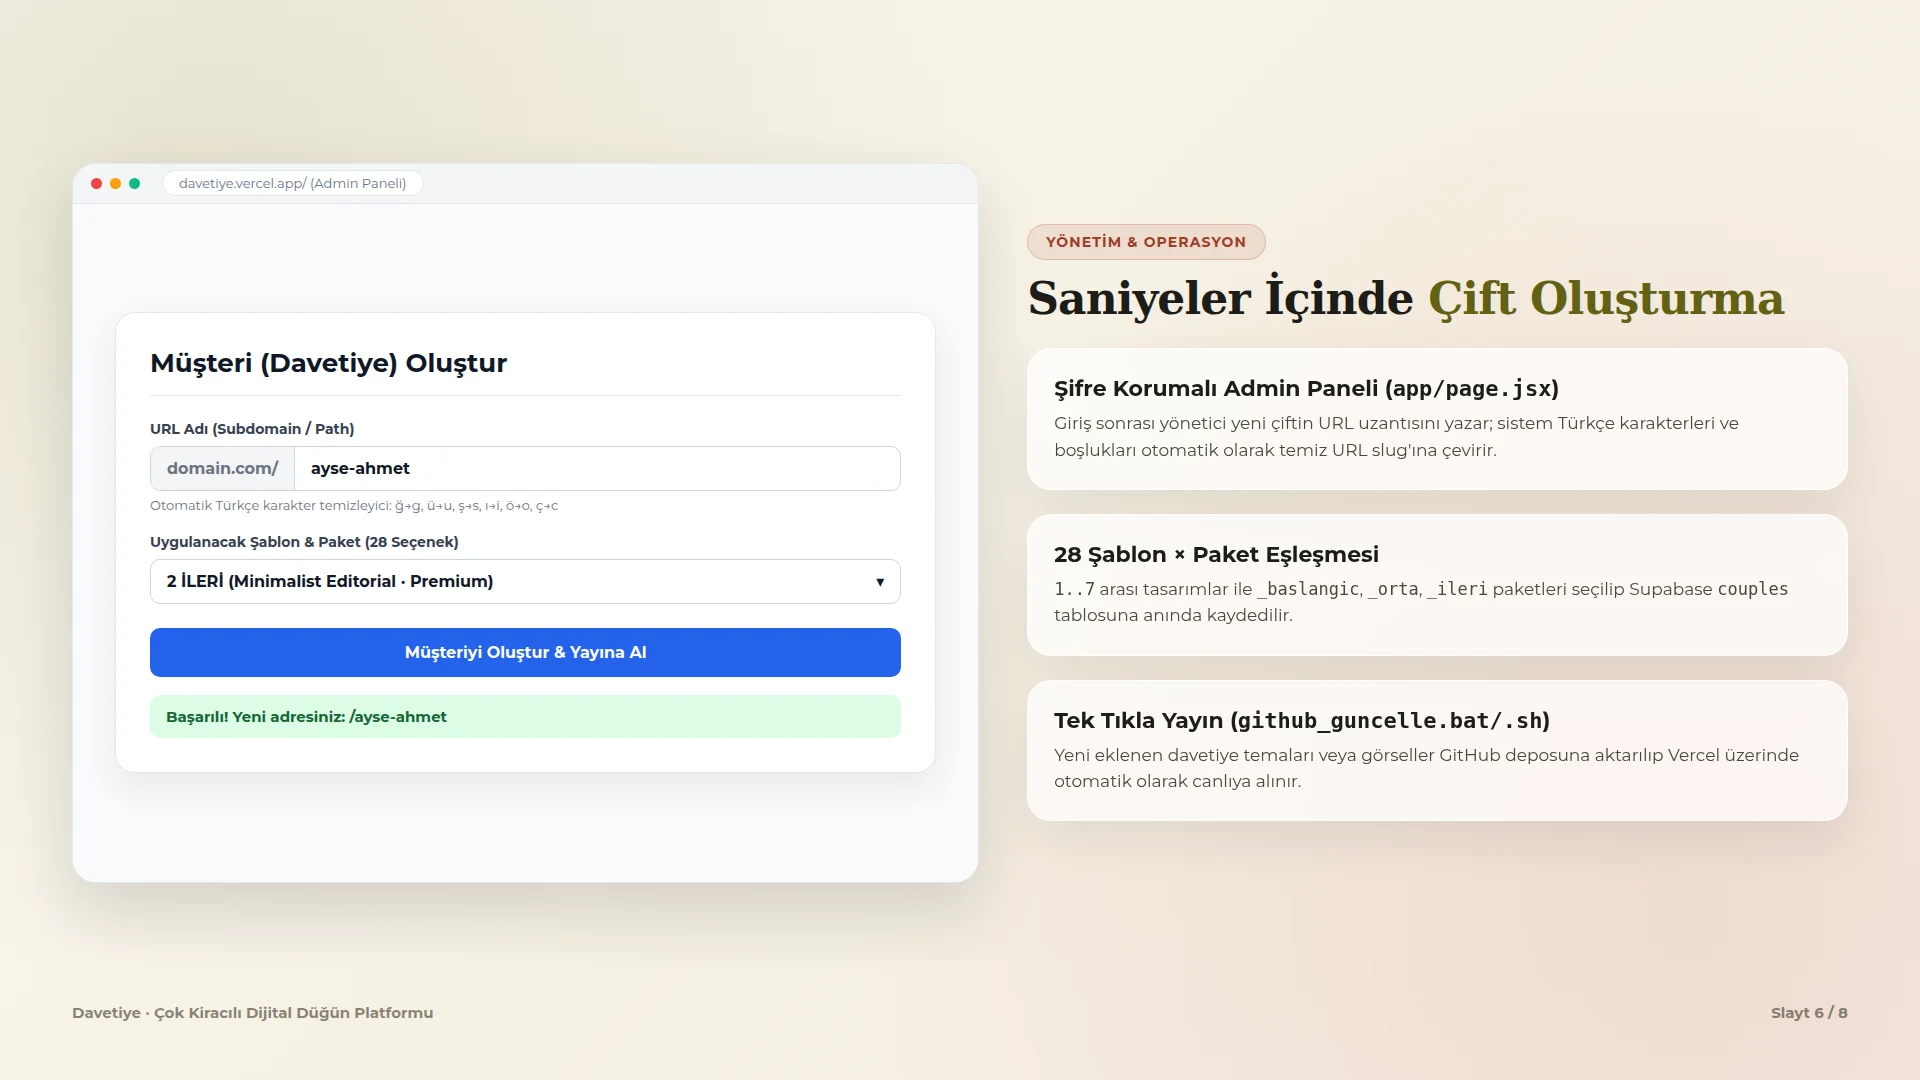 davetiye.vercel.app/ (Admin Paneli)
Müşteri (Davetiye) Oluştur
URL Adı (Subdomain / Path)
domain.com/ ayse-ahmet
Otomatik Türkçe karakter temizleyici: ğ→g, ü→u, ş→s, ı→i, ö→o, ç→c
Uygulanacak Şablon & Paket (28 Seçenek)
2 İLERİ (Minimalist Editorial · Premium) ▼
Müşteriyi Oluştur & Yayına Al
Başarılı! Yeni adresiniz: /ayse-ahmet
YÖNETİM & OPERASYON
Saniyeler İçinde Çift Oluşturma
Şifre Korumalı Admin Paneli (app/page.jsx)
Giriş sonrası yönetici yeni çiftin URL uzantısını yazar; sistem Türkçe karakterleri ve
boşlukları otomatik olarak temiz URL slug'ına çevirir.
28 Şablon × Paket Eşleşmesi
1..7 arası tasarımlar ile _baslangic, _orta, _ileri paketleri seçilip Supabase couples
tablosuna anında kaydedilir.
Tek Tıkla Yayın (github_guncelle.bat/.sh)
Yeni eklenen davetiye temaları veya görseller GitHub deposuna aktarılıp Vercel üzerinde
otomatik olarak canlıya alınır.
Davetiye · Çok Kiracılı Dijital Düğün Platformu
Slayt 6 / 8